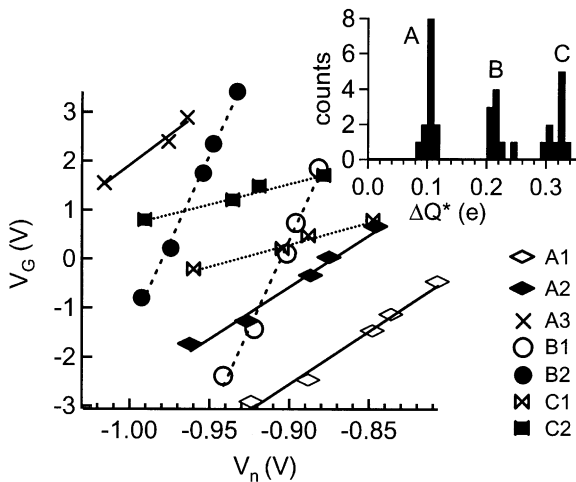 8
6
4
2
0
counts
A
B
C
0.0 0.1 0.2 0.3
ΔQ* (e)
3
2
1
0
-1
-2
-3
V_G (V)
-1.00 -0.95 -0.90 -0.85
V_n (V)
A1
A2
A3
B1
B2
C1
C2